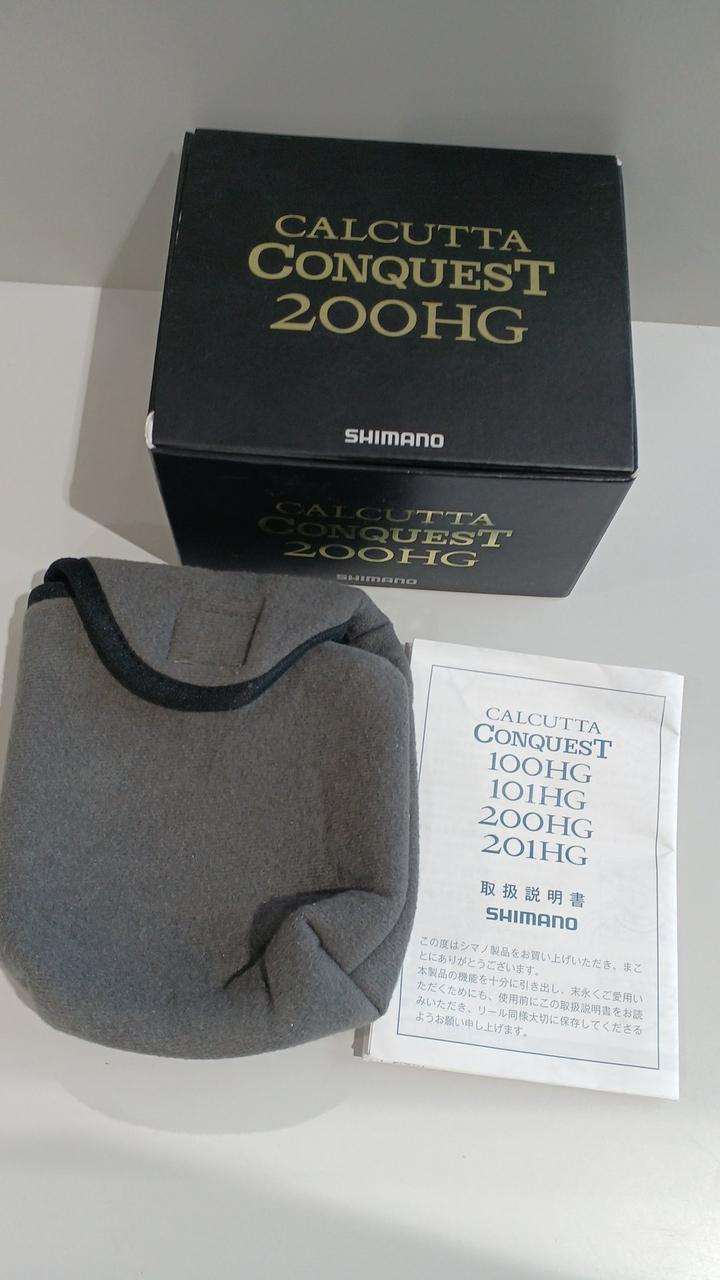 CALCUTTA
CONQUEST
200HG
SHIMANO
CALCUTTA
CONQUEST
200HG
SHIMANO
CALCUTTA
CONQUEST
100HG
101HG
200HG
201HG
取扱説明書
SHIMANO
この度はシマノ製品をお買い上げいただき、まこ
とにありがとうございます。
本製品の機能を十分に引き出し、末永くご愛用い
ただくためにも、使用前にこの取扱説明書をお読
みいただき、リール同様大切に保存してくださる
ようお願い申し上げます。